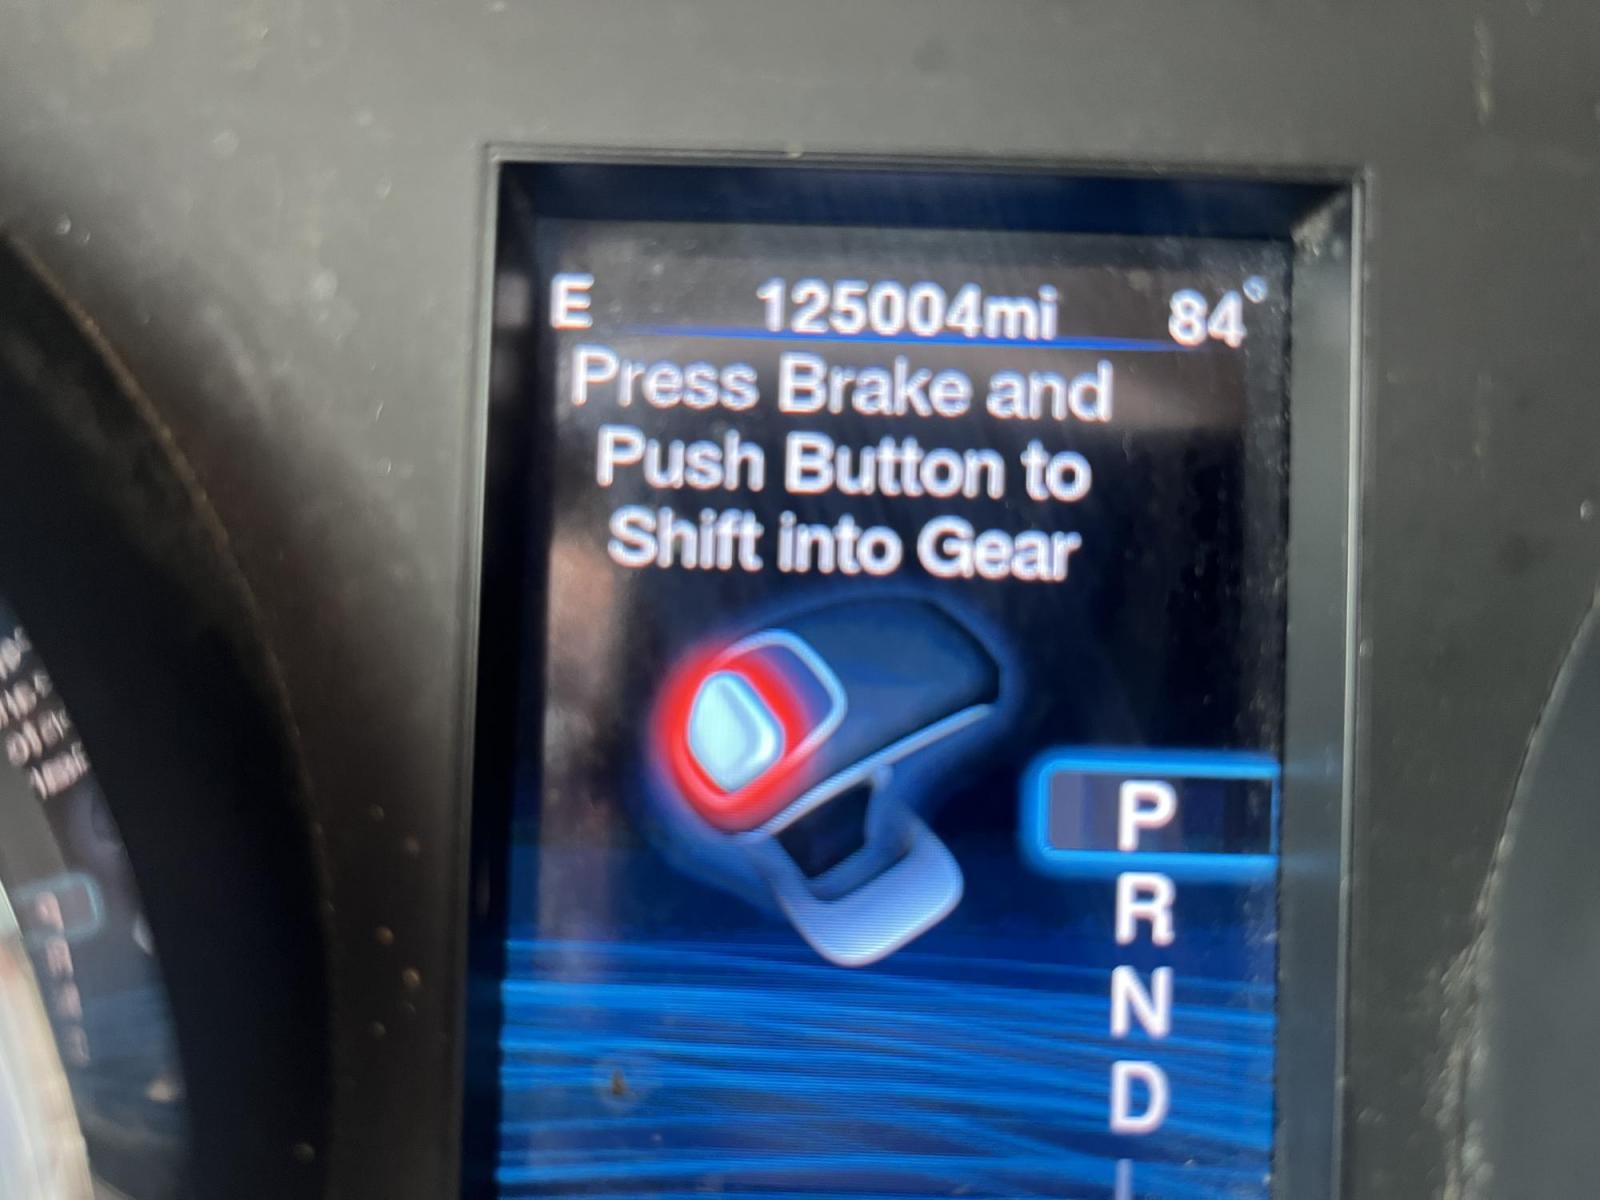 E 125004mi 84°
Press Brake and
Push Button to
Shift into Gear
P
R
N
D